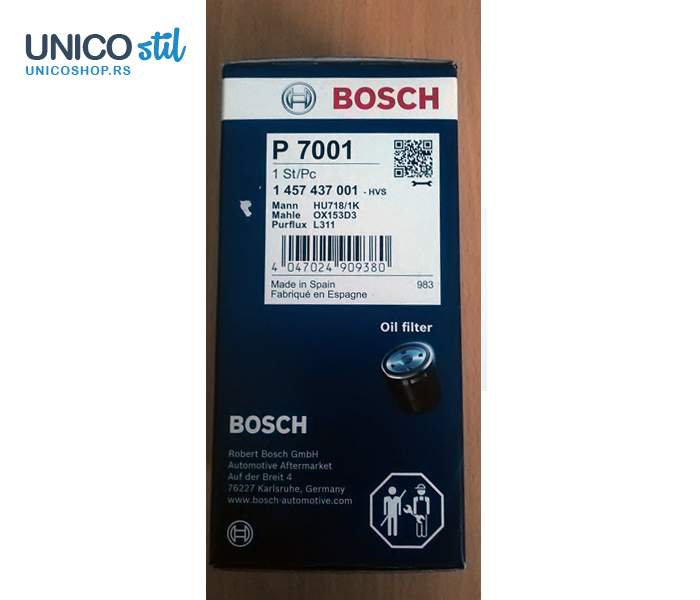 UNICO stil
UNICOSHOP.RS
BOSCH
P 7001
1 St/Pc
1 457 437 001 - HVS
Mann HU718/1K
Mahle OX153D3
Purflux L311
4 047024 909380
Made in Spain 983
Fabriqué en Espagne
Oil filter
BOSCH
Robert Bosch GmbH
Automotive Aftermarket
Auf der Breit 4
76227 Karlsruhe, Germany
www.bosch-automotive.com